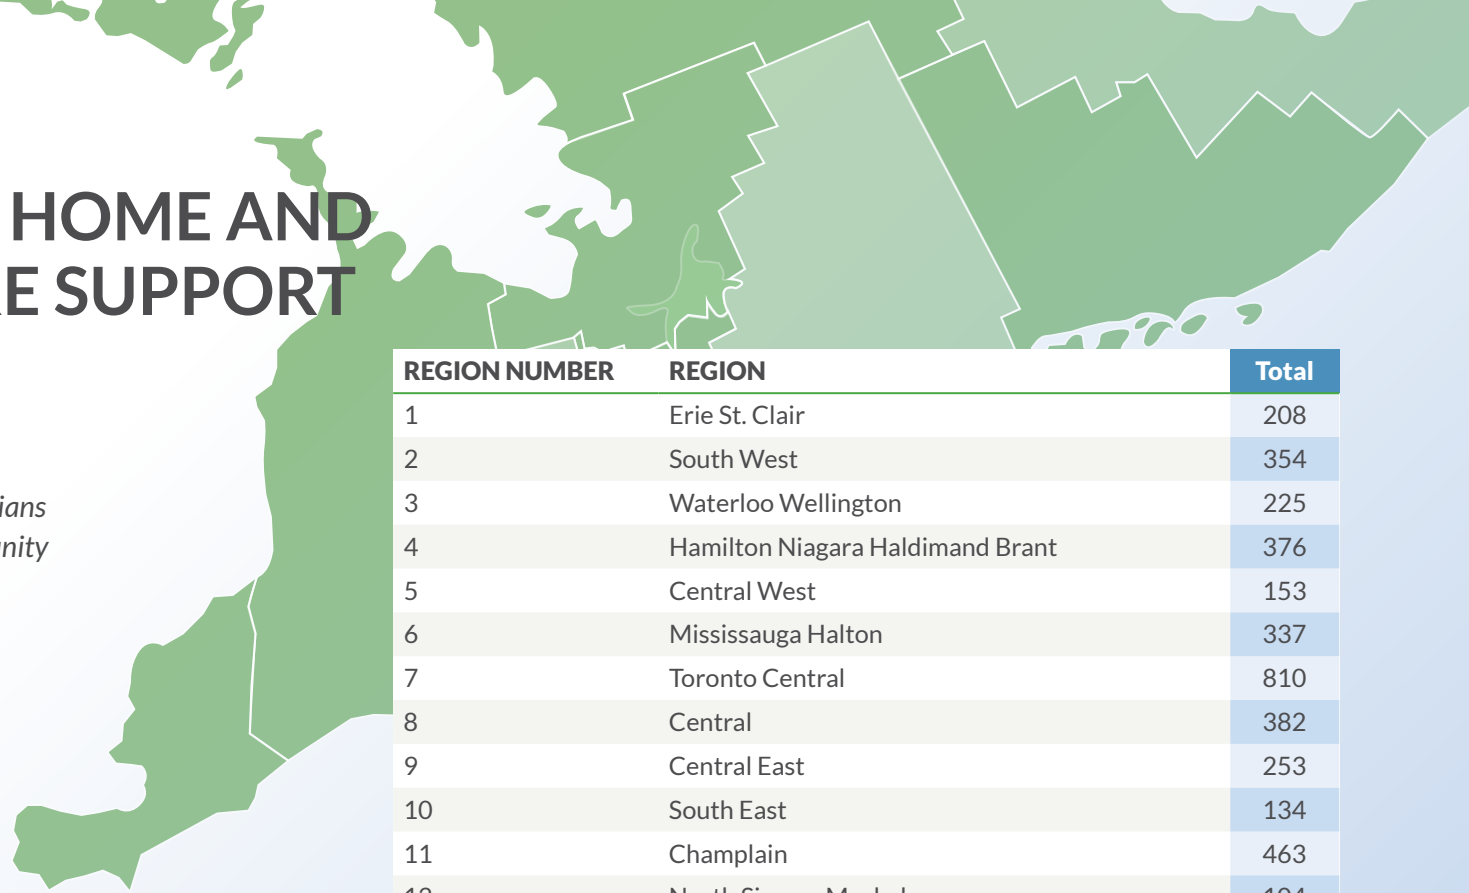 HOME AND
E SUPPORT
ians
nity
REGION NUMBER REGION Total
1 Erie St. Clair 208
2 South West 354
3 Waterloo Wellington 225
4 Hamilton Niagara Haldimand Brant 376
5 Central West 153
6 Mississauga Halton 337
7 Toronto Central 810
8 Central 382
9 Central East 253
10 South East 134
11 Champlain 463